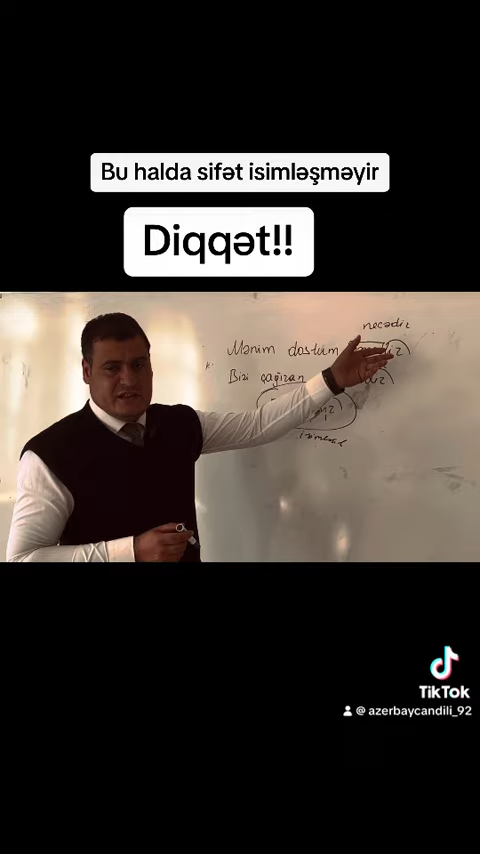 Bu halda sifət isimləşməyir
Diqqət!!
necədir
Mənim dostum
Bizi çağıran
TikTok
@ azerbaycandili_92